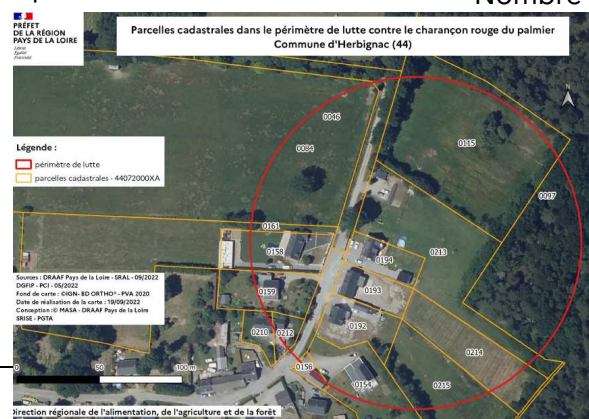 Nombre
PRÉFET
DE LA RÉGION
PAYS DE LA LOIRE
Liberté
Égalité
Fraternité
Parcelles cadastrales dans le périmètre de lutte contre le charançon rouge du palmier
Commune d'Herbignac (44)
Légende :
périmètre de lutte
parcelles cadastrales - 44072000XA
0046
0084
0115
0097
0161
0158
0213
0194
0159
0193
0192
0210
0212
0214
0156
0154
0215
Sources : DRAAF Pays de la Loire - SRAL - 09/2022
DGFIP - PCI - 05/2022
Fond de carte : ©IGN- BD ORTHO® - PVA 2020
Date de réalisation de la carte : 19/09/2022
Conception :© MASA - DRAAF Pays de la Loire
SRISE - PGTA
0 50 100 m
Direction régionale de l'alimentation, de l'agriculture et de la forêt